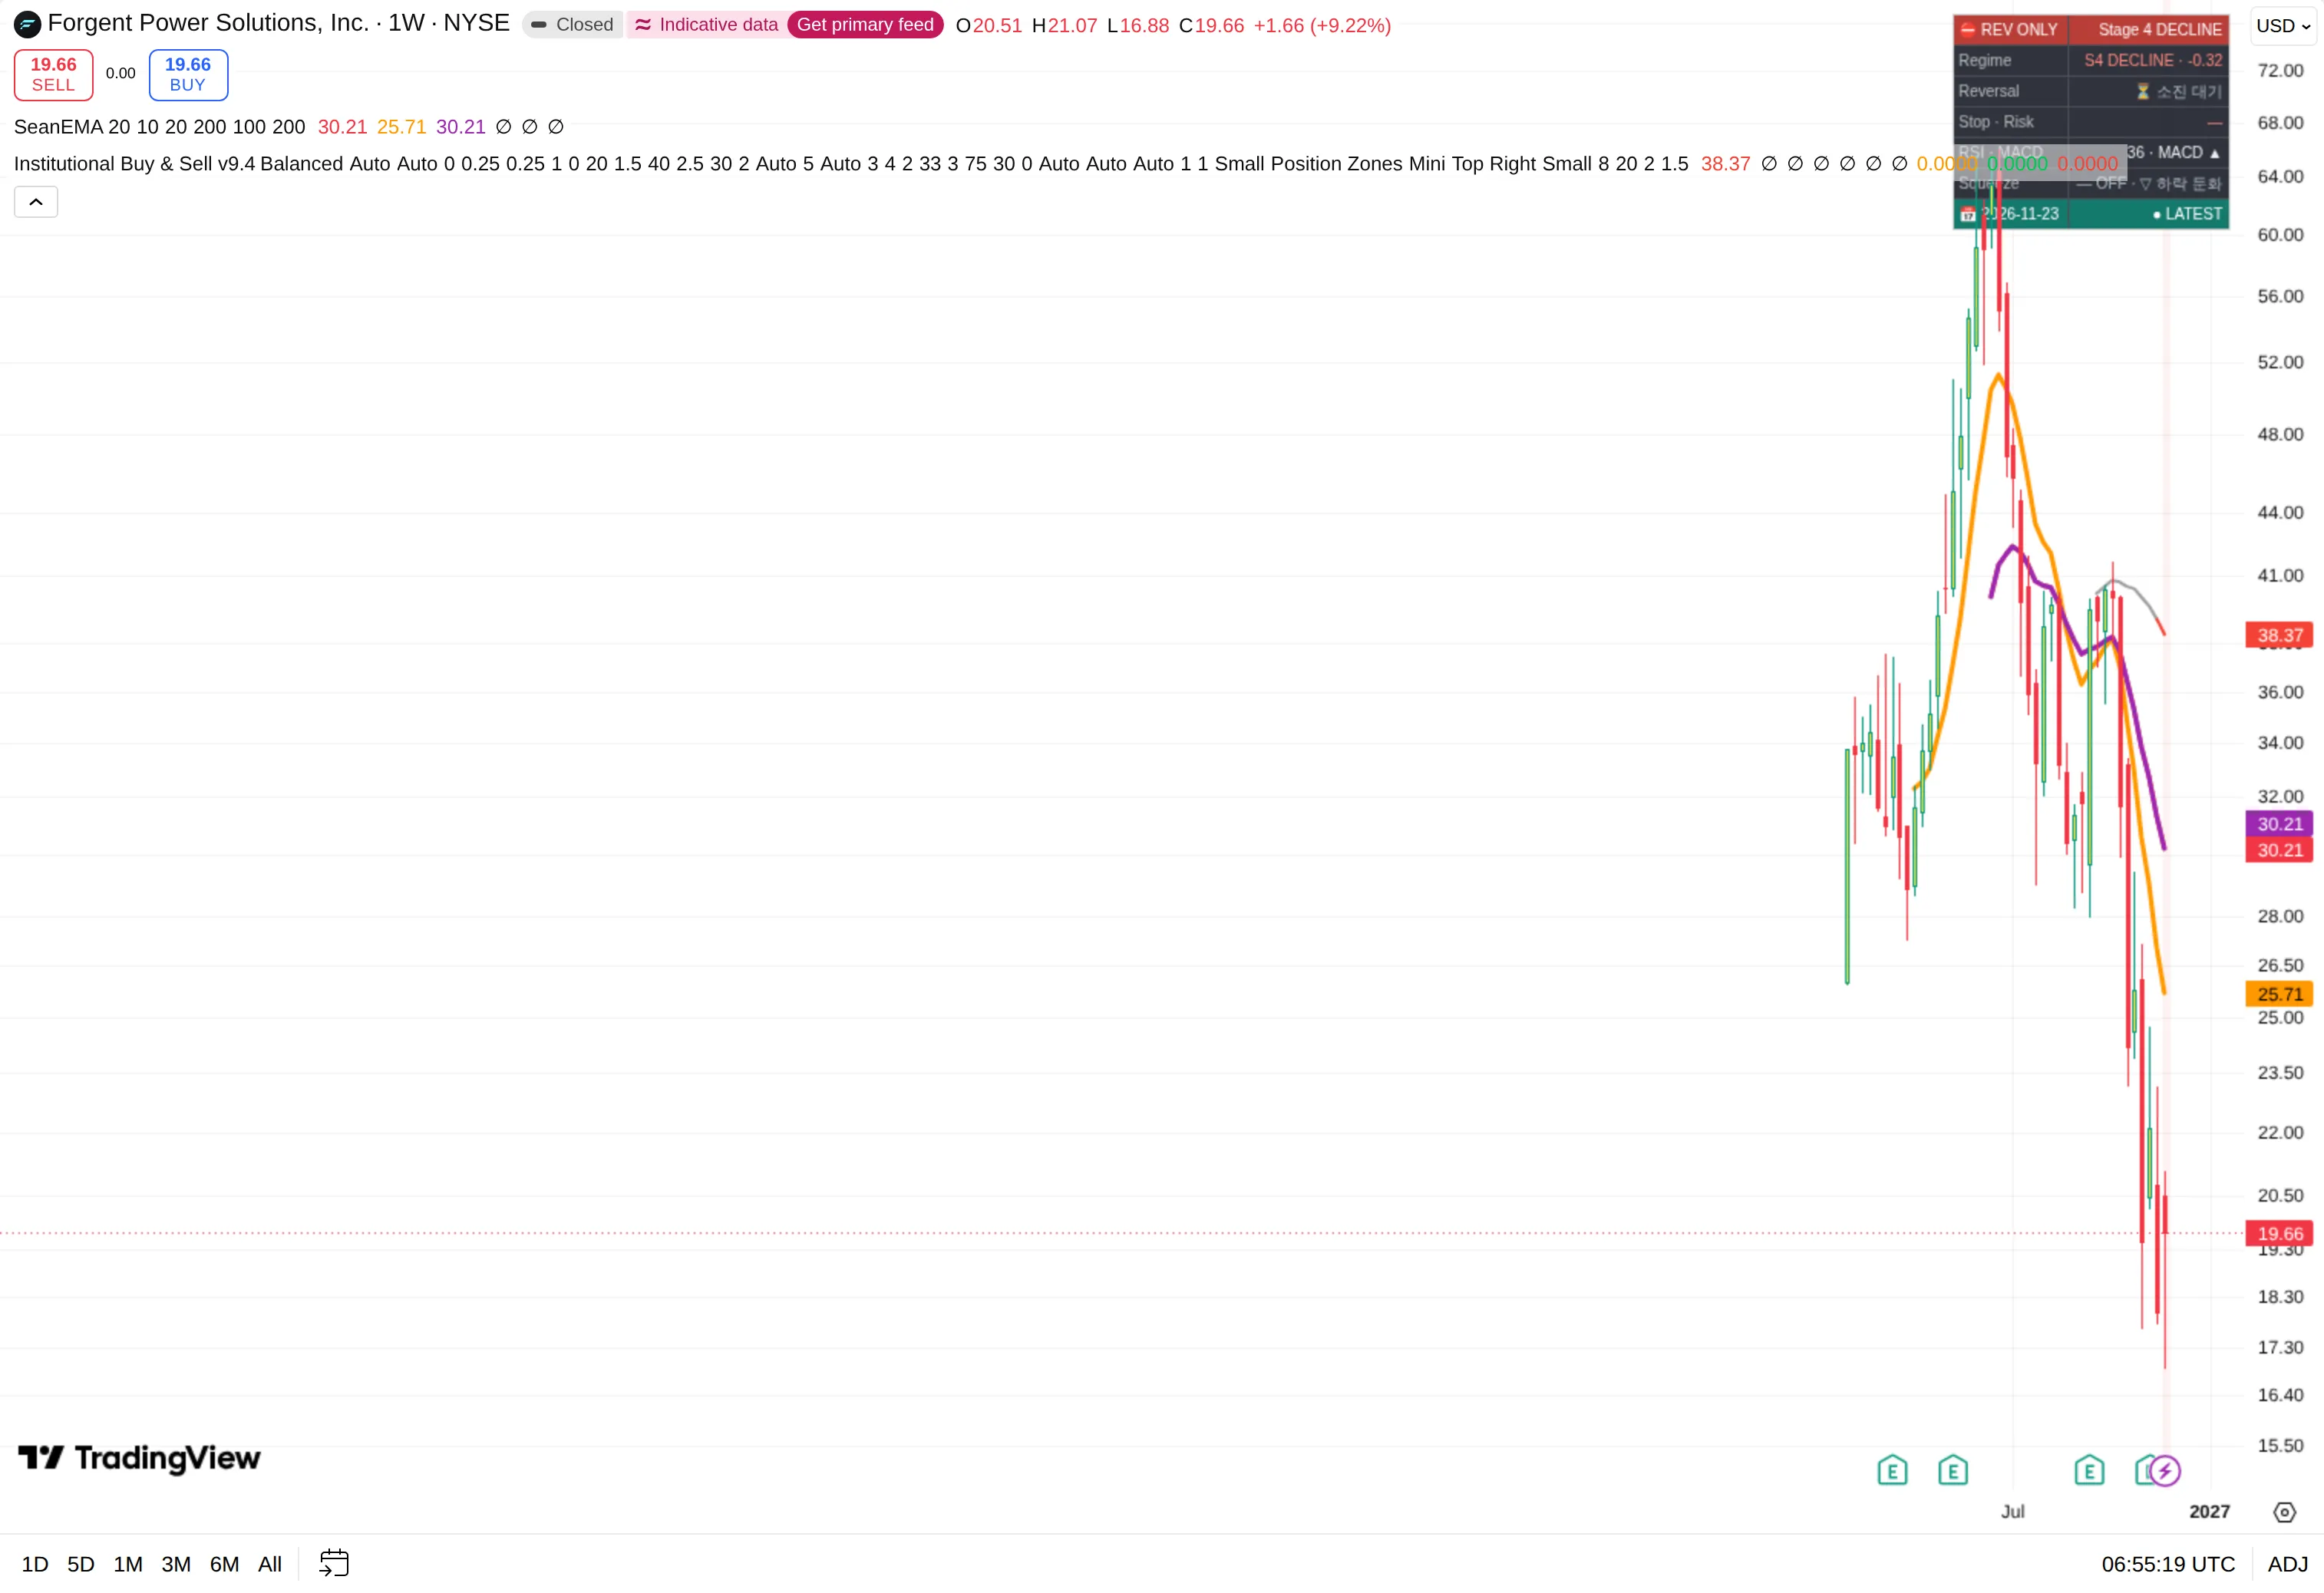 Forgent Power Solutions, Inc. · 1W · NYSE Closed Indicative data Get primary feed O20.51 H21.07 L16.88 C19.66 +1.66 (+9.22%)
19.66 SELL 0.00 19.66 BUY
SeanEMA 20 10 20 200 100 200 30.21 25.71 30.21 ∅ ∅ ∅
Institutional Buy & Sell v9.4 Balanced Auto Auto 0 0.25 0.25 1 0 20 1.5 40 2.5 30 2 Auto 5 Auto 3 4 2 33 3 75 30 0 Auto Auto Auto 1 1 Small Position Zones Mini Top Right Small 8 20 2 1.5 38.37 ∅ ∅ ∅ ∅ ∅ ∅ 0.0000 0.0000 0.0000
⛔ REV ONLY Stage 4 DECLINE
Regime S4 DECLINE · -0.32
Reversal ⏳ 소진 대기
Stop · Risk —
RSI · MACD 36 · MACD ▲
Squeeze — OFF · ▽ 하락 둔화
-11-23 ● LATEST
USD
72.00
68.00
64.00
60.00
56.00
52.00
48.00
44.00
41.00
38.37
36.00
34.00
32.00
30.21
30.21
28.00
26.50
25.71
25.00
23.50
22.00
20.50
19.66
19.30
18.30
17.30
16.40
15.50
TradingView
E E E
Jul 2027
1D 5D 1M 3M 6M All 06:55:19 UTC ADJ